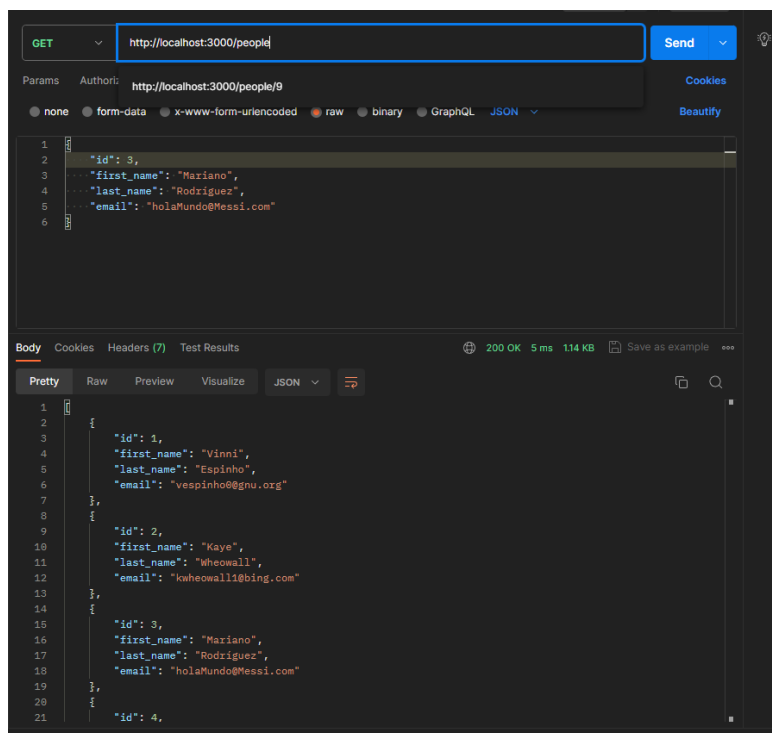 GET http://localhost:3000/people Send
Params Authori http://localhost:3000/people/9 Cookies
none form-data x-www-form-urlencoded raw binary GraphQL JSON Beautify
1 {
2 "id": 3,
3 "first_name": "Mariano",
4 "last_name": "Rodriguez",
5 "email": "holaMundo@Messi.com"
6 }
Body Cookies Headers (7) Test Results 200 OK 5 ms 1.14 KB Save as example
Pretty Raw Preview Visualize JSON
1 [
2 {
3 "id": 1,
4 "first_name": "Vinni",
5 "last_name": "Espinho",
6 "email": "vespinho0@gnu.org"
7 },
8 {
9 "id": 2,
10 "first_name": "Kaye",
11 "last_name": "Wheowall",
12 "email": "kwheowall1@bing.com"
13 },
14 {
15 "id": 3,
16 "first_name": "Mariano",
17 "last_name": "Rodriguez",
18 "email": "holaMundo@Messi.com"
19 },
20 {
21 "id": 4,